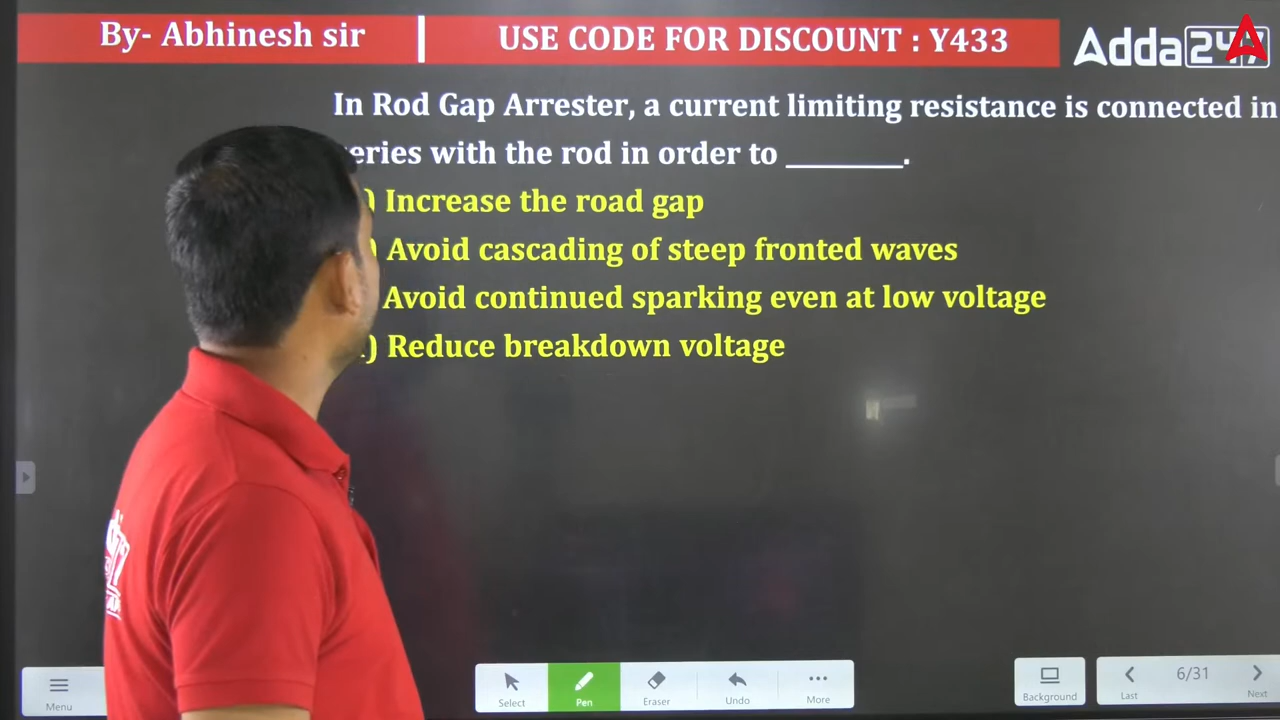 By- Abhinesh sir
USE CODE FOR DISCOUNT : Y433
Adda247
In Rod Gap Arrester, a current limiting resistance is connected in
eries with the rod in order to ________.
) Increase the road gap
) Avoid cascading of steep fronted waves
Avoid continued sparking even at low voltage
) Reduce breakdown voltage
Menu
Select
Pen
Eraser
Undo
More
Background
Last
6/31
Next